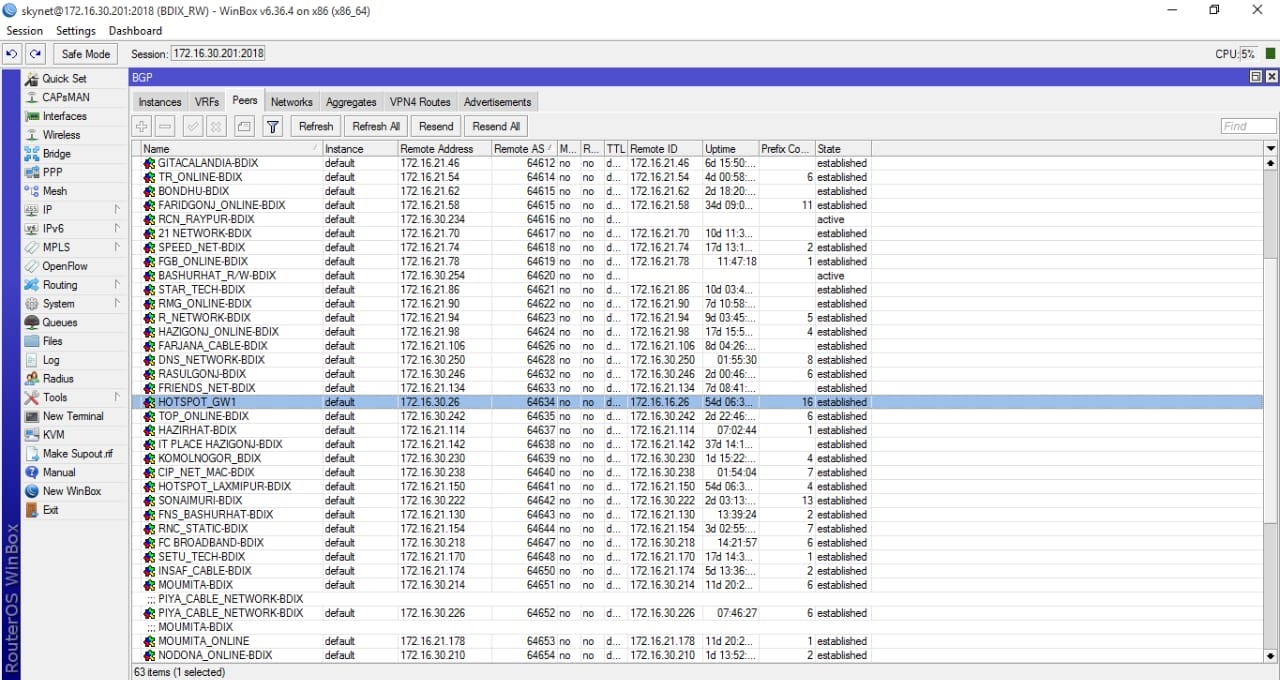 skynet@172.16.30.201:2018 (BDIX_RW) - WinBox v6.36.4 on x86 (x86_64)
Session Settings Dashboard
Safe Mode Session: 172.16.30.201:2018 CPU: 5%
Quick Set
CAPsMAN
Interfaces
Wireless
Bridge
PPP
Mesh
IP
IPv6
MPLS
OpenFlow
Routing
System
Queues
Files
Log
Radius
Tools
New Terminal
KVM
Make Supout.rif
Manual
New WinBox
Exit
RouterOS WinBox
BGP
Instances VRFs Peers Networks Aggregates VPN4 Routes Advertisements
Refresh Refresh All Resend Resend All Find
Name Instance Remote Address Remote AS M... R... TTL Remote ID Uptime Prefix Co... State
GITACALANDIA-BDIX default 172.16.21.46 64612 no no d... 172.16.21.46 6d 15:50:... established
TR_ONLINE-BDIX default 172.16.21.54 64614 no no d... 172.16.21.54 4d 00:58:... 6 established
BONDHU-BDIX default 172.16.21.62 64615 no no d... 172.16.21.62 2d 18:20:... established
FARIDGONJ_ONLINE-BDIX default 172.16.21.58 64615 no no d... 172.16.21.58 34d 09:0... 11 established
RCN_RAYPUR-BDIX default 172.16.30.234 64616 no no d... active
21 NETWORK-BDIX default 172.16.21.70 64617 no no d... 172.16.21.70 10d 11:3... established
SPEED_NET-BDIX default 172.16.21.74 64618 no no d... 172.16.21.74 17d 13:1... 2 established
FGB_ONLINE-BDIX default 172.16.21.78 64619 no no d... 172.16.21.78 11:47:18 1 established
BASHURHAT_R/W-BDIX default 172.16.30.254 64620 no no d... active
STAR_TECH-BDIX default 172.16.21.86 64621 no no d... 172.16.21.86 10d 03:4... established
RMG_ONLINE-BDIX default 172.16.21.90 64622 no no d... 172.16.21.90 7d 10:58:... established
R_NETWORK-BDIX default 172.16.21.94 64623 no no d... 172.16.21.94 9d 03:45:... 5 established
HAZIGONJ_ONLINE-BDIX default 172.16.21.98 64624 no no d... 172.16.21.98 17d 15:5... 4 established
FARJANA_CABLE-BDIX default 172.16.21.106 64626 no no d... 172.16.21.106 8d 04:26:... established
DNS_NETWORK-BDIX default 172.16.30.250 64628 no no d... 172.16.30.250 01:55:30 8 established
RASULGONJ-BDIX default 172.16.30.246 64632 no no d... 172.16.30.246 2d 00:46:... 6 established
FRIENDS_NET-BDIX default 172.16.21.134 64633 no no d... 172.16.21.134 7d 08:41:... established
HOTSPOT_GW1 default 172.16.30.26 64634 no no d... 172.16.16.26 54d 06:3... 16 established
TOP_ONLINE-BDIX default 172.16.30.242 64635 no no d... 172.16.30.242 2d 22:46:... 6 established
HAZIRHAT-BDIX default 172.16.21.114 64637 no no d... 172.16.21.114 07:02:44 1 established
IT PLACE HAZIGONJ-BDIX default 172.16.21.142 64638 no no d... 172.16.21.142 37d 14:1... established
KOMOLNOGOR_BDIX default 172.16.30.230 64639 no no d... 172.16.30.230 1d 15:22:... 4 established
CIP_NET_MAC-BDIX default 172.16.30.238 64640 no no d... 172.16.30.238 01:54:04 7 established
HOTSPOT_LAXMIPUR-BDIX default 172.16.21.150 64641 no no d... 172.16.21.150 54d 06:3... 4 established
SONAIMURI-BDIX default 172.16.30.222 64642 no no d... 172.16.30.222 2d 03:13:... 13 established
FNS_BASHURHAT-BDIX default 172.16.21.130 64643 no no d... 172.16.21.130 13:39:24 2 established
RNC_STATIC-BDIX default 172.16.21.154 64644 no no d... 172.16.21.154 3d 02:55:... 7 established
FC BROADBAND-BDIX default 172.16.30.218 64647 no no d... 172.16.30.218 14:21:57 6 established
SETU_TECH-BDIX default 172.16.21.170 64648 no no d... 172.16.21.170 17d 14:3... 1 established
INSAF_CABLE-BDIX default 172.16.21.174 64650 no no d... 172.16.21.174 1d 13:36:... 2 established
MOUMITA-BDIX default 172.16.30.214 64651 no no d... 172.16.30.214 11d 20:2... 6 established
::: PIYA_CABLE_NETWORK-BDIX
PIYA_CABLE_NETWORK-BDIX default 172.16.30.226 64652 no no d... 172.16.30.226 07:46:27 6 established
::: MOUMITA-BDIX
MOUMITA_ONLINE default 172.16.21.178 64653 no no d... 172.16.21.178 11d 20:2... 1 established
NODONA_ONLINE-BDIX default 172.16.30.210 64654 no no d... 172.16.30.210 1d 13:52:... 2 established
63 items (1 selected)